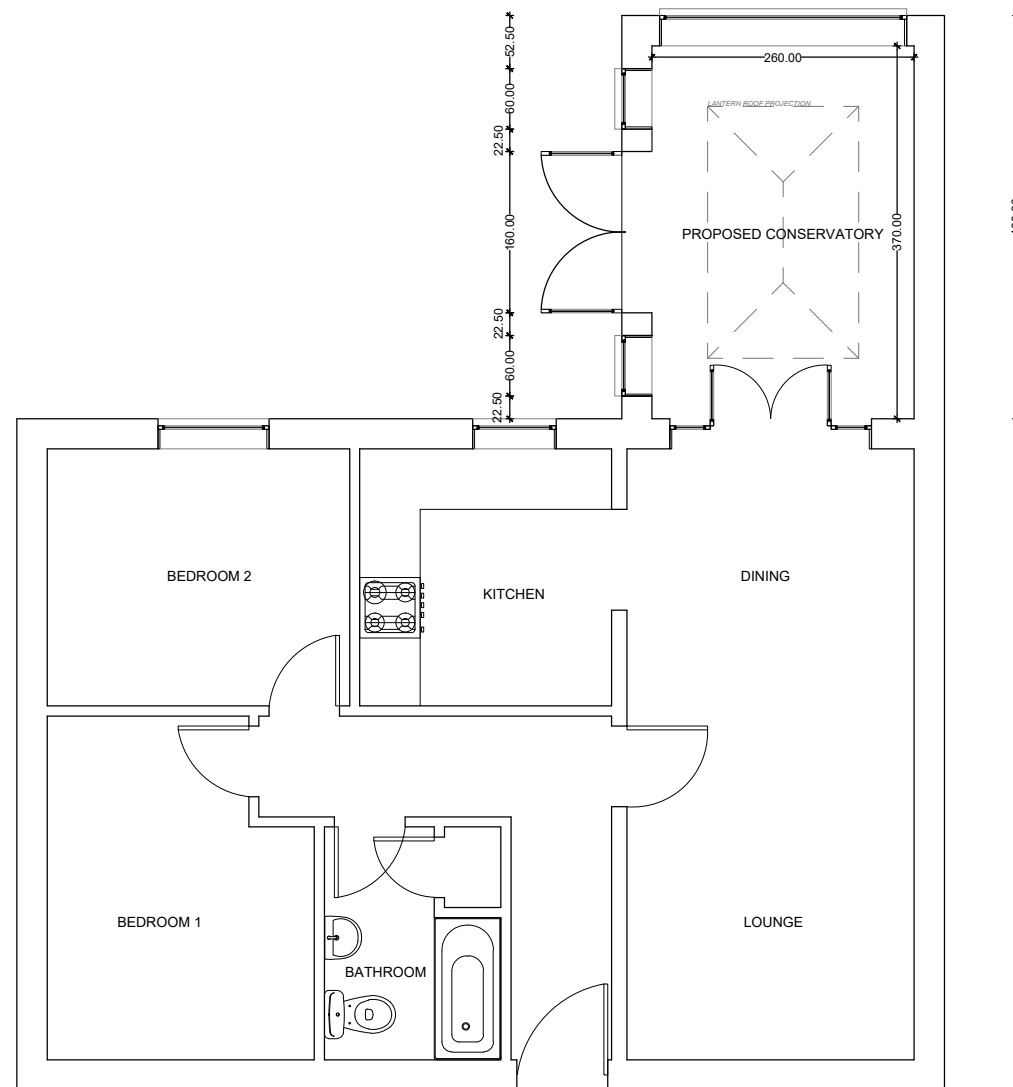 52.50
260.00
60.00
LANTERN ROOF PROJECTION
22.50
160.00
PROPOSED CONSERVATORY
370.00
22.50
60.00
22.50
BEDROOM 2
KITCHEN
DINING
BEDROOM 1
LOUNGE
BATHROOM